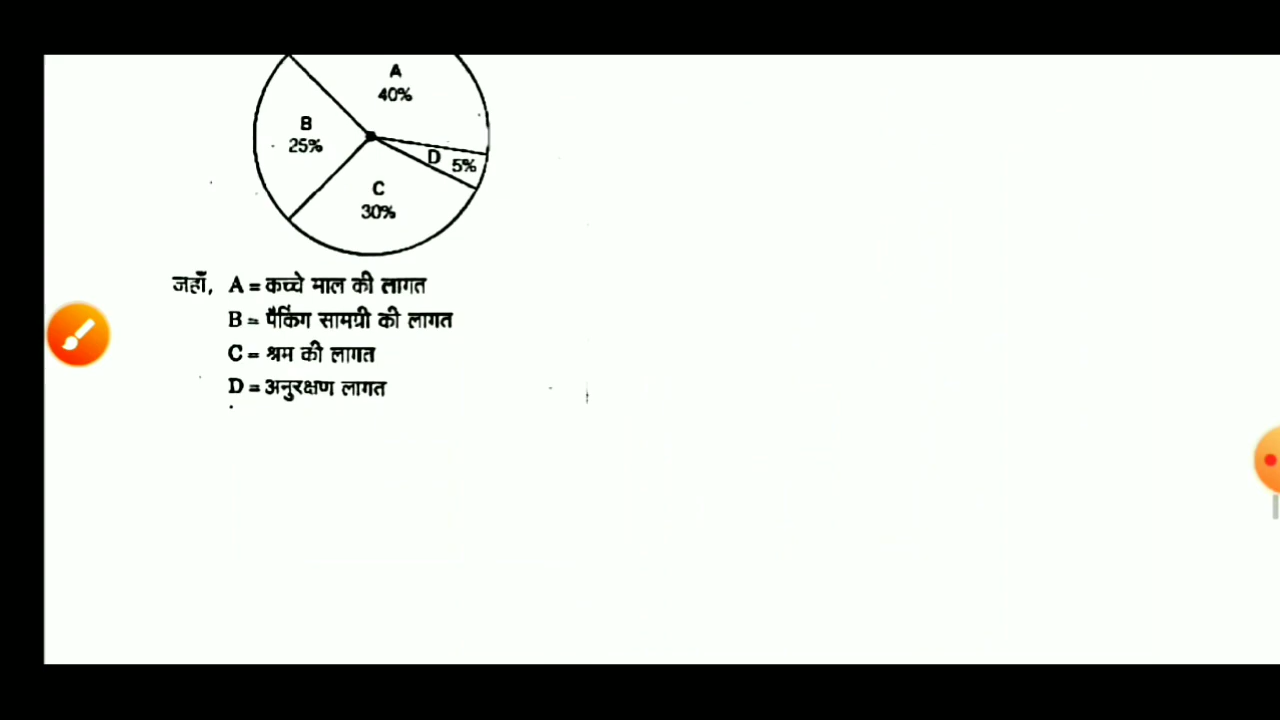 A
40%
B
25%
D 5%
C
30%
जहाँ, A = कच्चे माल की लागत
B = पैकिंग सामग्री की लागत
C = श्रम की लागत
D = अनुरक्षण लागत